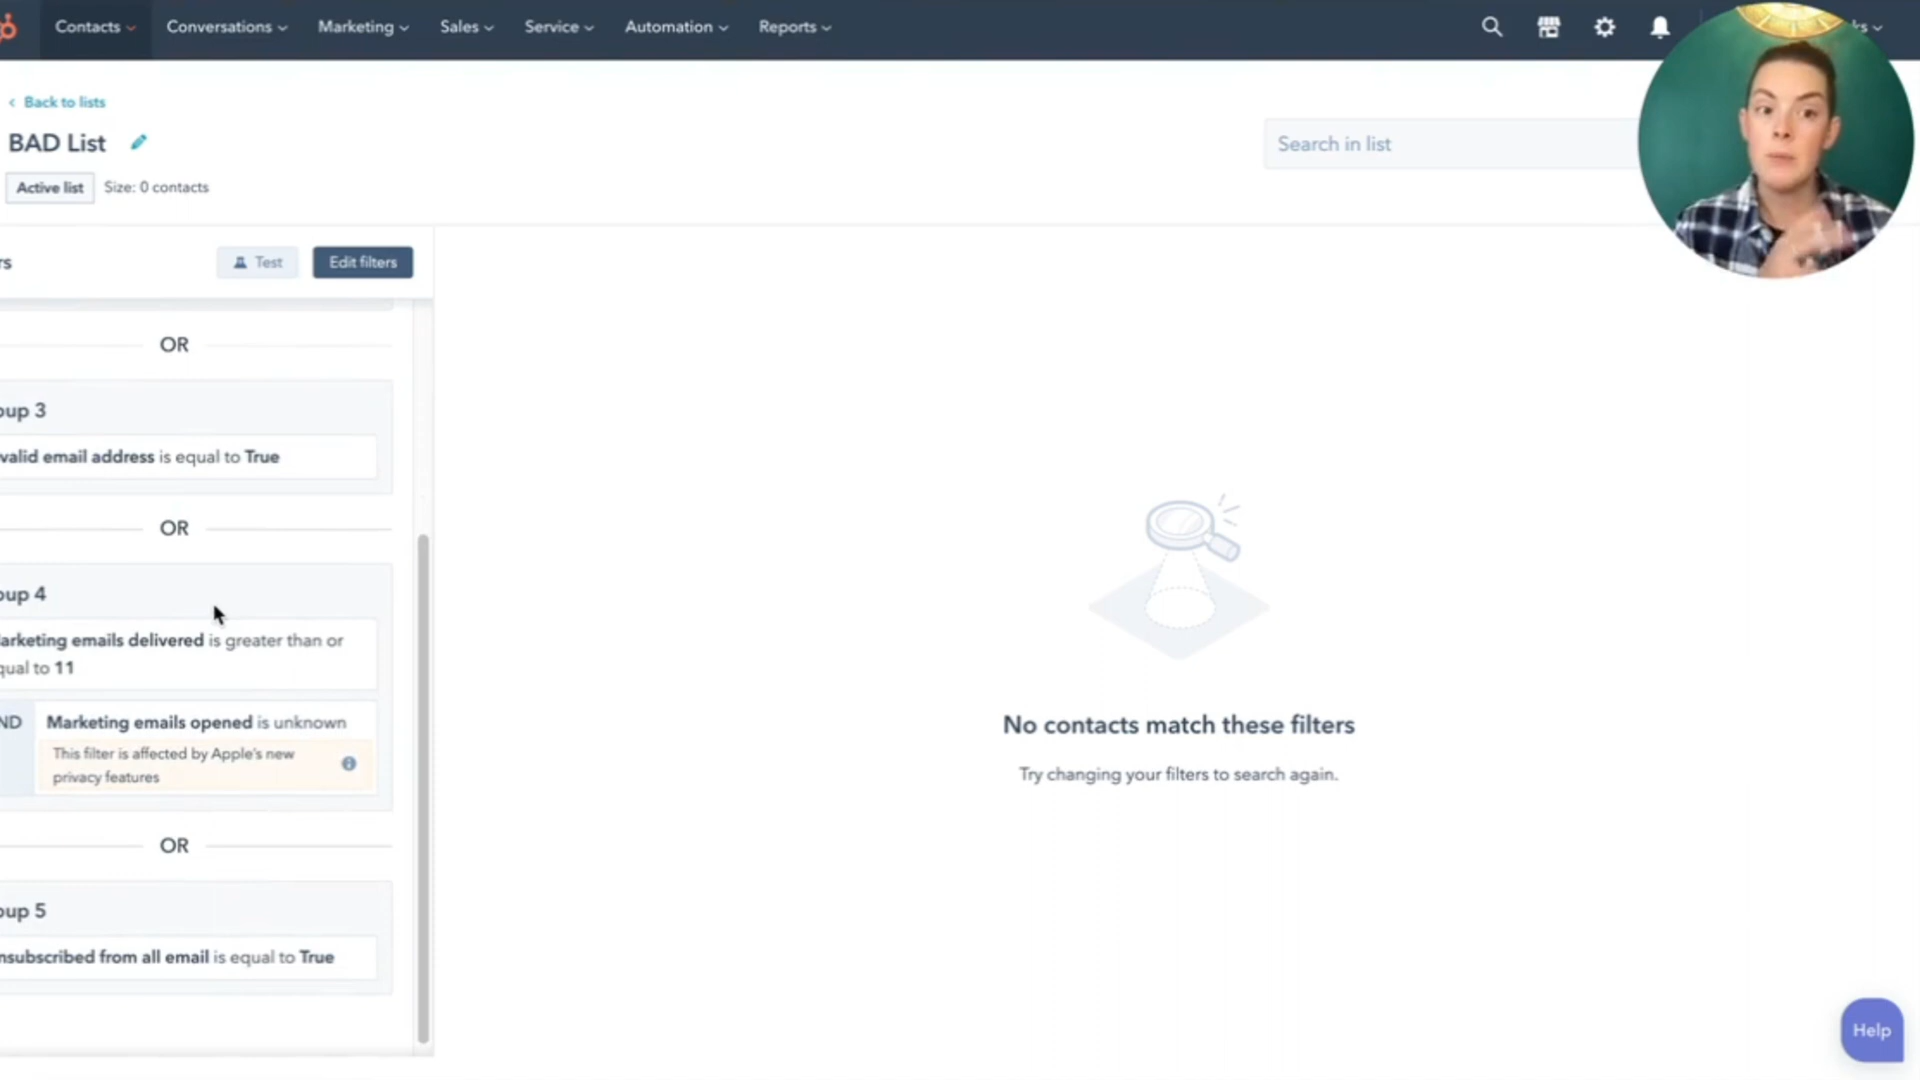 Contacts
Conversations
Marketing
Sales
Service
Automation
Reports
Back to lists
BAD List
Active list
Size: 0 contacts
Search in list
Test
Edit filters
OR
oup 3
valid email address is equal to True
OR
oup 4
arketing emails delivered is greater than or
qual to 11
ND
Marketing emails opened is unknown
This filter is affected by Apple's new
privacy features
OR
oup 5
nsubscribed from all email is equal to True
No contacts match these filters
Try changing your filters to search again.
Help